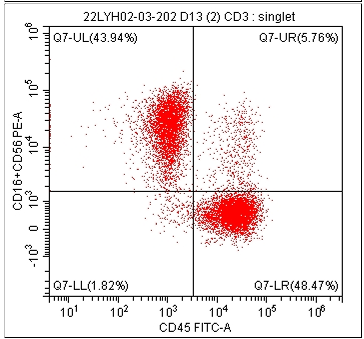 22LYH02-03-202 D13 (2) CD3 : singlet
Q7-UL(43.94%) Q7-UR(5.76%)
CD16+CD56 PE-A
10^6
10^5
10^4
10^3
-10^3
Q7-LL(1.82%) Q7-LR(48.47%)
10^1 10^2 10^3 10^4 10^5 10^6
CD45 FITC-A